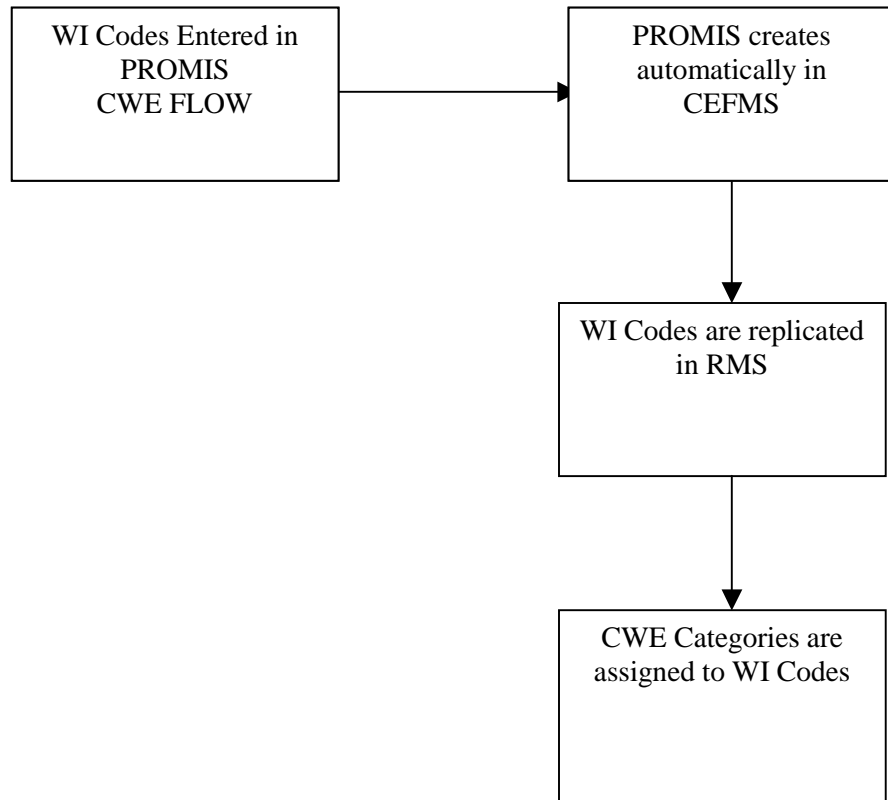 WI Codes Entered in
PROMIS
CWE FLOW
PROMIS creates
automatically in
CEFMS
WI Codes are replicated
in RMS
CWE Categories are
assigned to WI Codes